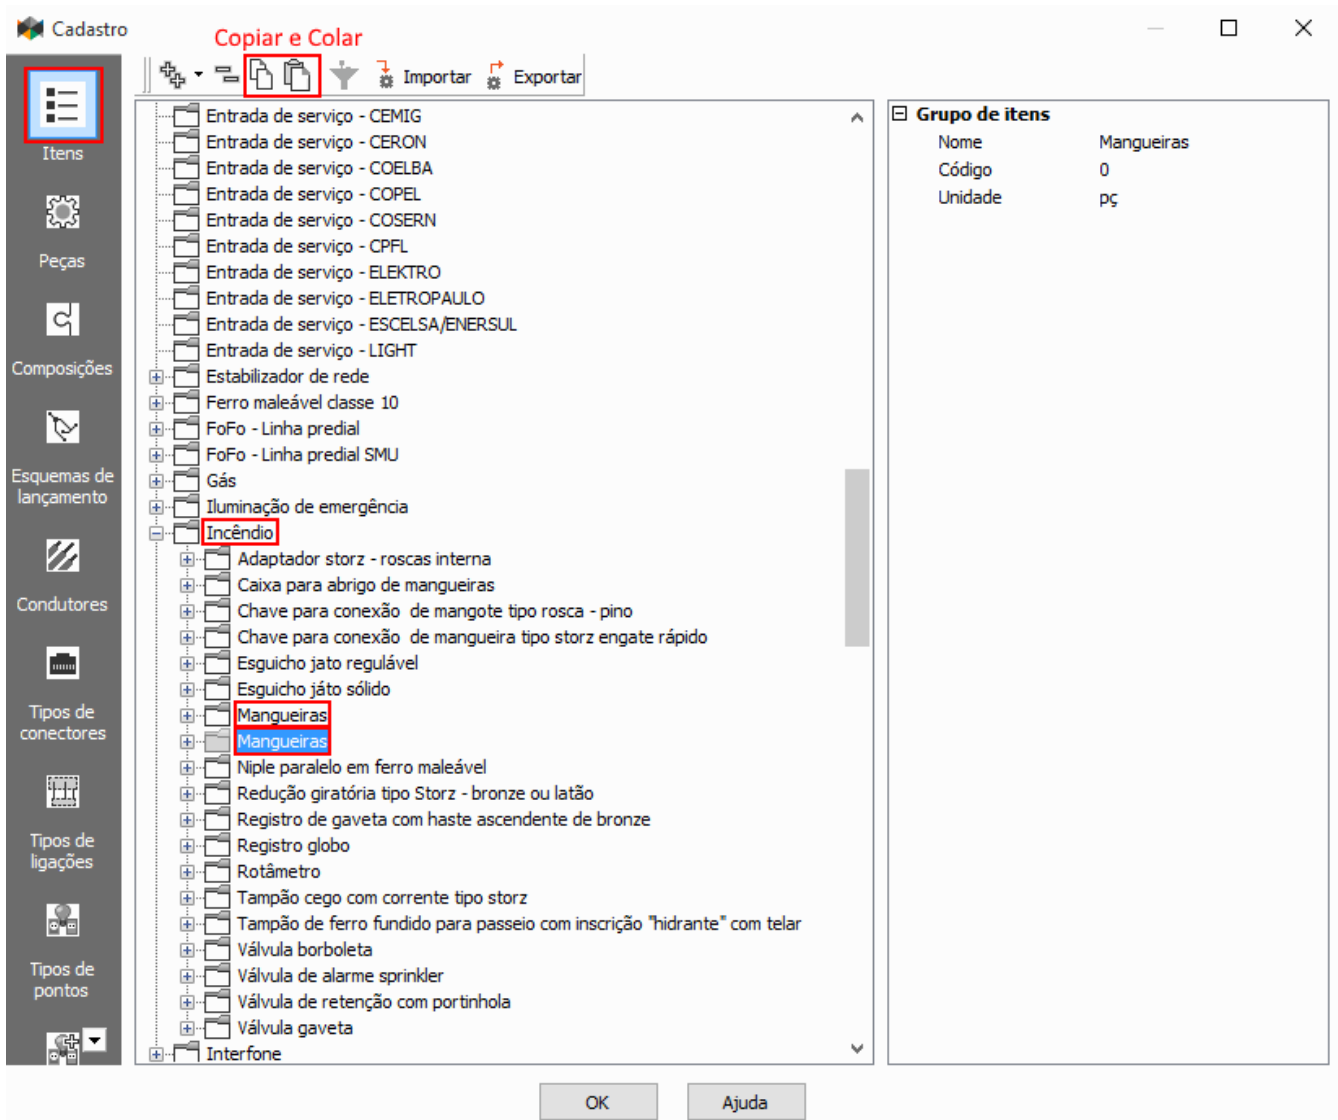 Cadastro
Copiar e Colar
Importar
Exportar
Itens
Peças
Composições
Esquemas de
lançamento
Condutores
Tipos de
conectores
Tipos de
ligações
Tipos de
pontos
Entrada de serviço - CEMIG
Entrada de serviço - CERON
Entrada de serviço - COELBA
Entrada de serviço - COPEL
Entrada de serviço - COSERN
Entrada de serviço - CPFL
Entrada de serviço - ELEKTRO
Entrada de serviço - ELETROPAULO
Entrada de serviço - ESCELSA/ENERSUL
Entrada de serviço - LIGHT
Estabilizador de rede
Ferro maleável classe 10
FoFo - Linha predial
FoFo - Linha predial SMU
Gás
Iluminação de emergência
Incêndio
Adaptador storz - roscas interna
Caixa para abrigo de mangueiras
Chave para conexão  de mangote tipo rosca - pino
Chave para conexão  de mangueira tipo storz engate rápido
Esguicho jato regulável
Esguicho játo sólido
Mangueiras
Mangueiras
Niple paralelo em ferro maleável
Redução giratória tipo Storz - bronze ou latão
Registro de gaveta com haste ascendente de bronze
Registro globo
Rotâmetro
Tampão cego com corrente tipo storz
Tampão de ferro fundido para passeio com inscrição "hidrante" com telar
Válvula borboleta
Válvula de alarme sprinkler
Válvula de retenção com portinhola
Válvula gaveta
Interfone
Grupo de itens
Nome Mangueiras
Código 0
Unidade pç
OK
Ajuda